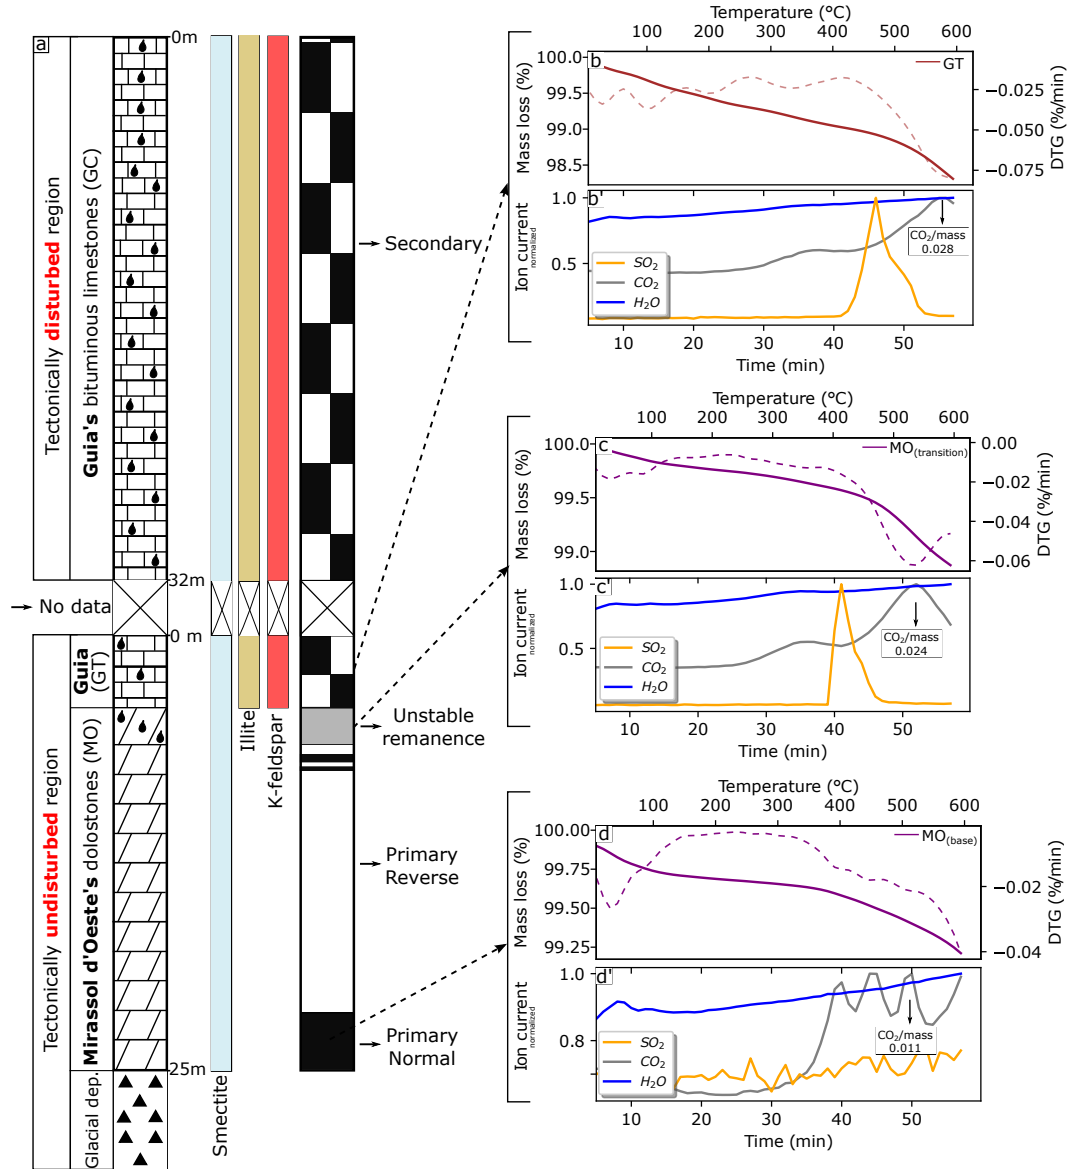 a
0m
Tectonically disturbed region
Guia's bituminous limestones (GC)
Secondary
32m
No data
0 m
Guia
(GT)
Tectonically undisturbed region
Mirassol d'Oeste's dolostones (MO)
Illite
K-feldspar
Unstable
remanence
Primary
Reverse
Primary
Normal
25m
Glacial dep.
Smectite
Temperature (°C)
100 200 300 400 500 600
b
GT
100.0
99.5
99.0
98.5
Mass loss (%)
−0.025
−0.050
−0.075
DTG (%/min)
b'
1.0
0.5
Ion current
normalized
SO2
CO2
H2O
CO2/mass
0.028
10 20 30 40 50
Time (min)
Temperature (°C)
100 200 300 400 500 600
c
MO(transition)
100.0
99.5
99.0
Mass loss (%)
0.00
−0.02
−0.04
−0.06
DTG (%/min)
c'
1.0
0.5
Ion current
normalized
SO2
CO2
H2O
CO2/mass
0.024
10 20 30 40 50
Time (min)
Temperature (°C)
100 200 300 400 500 600
d
MO(base)
100.00
99.75
99.50
99.25
Mass loss (%)
−0.02
−0.04
DTG (%/min)
d'
1.0
0.8
Ion current
normalized
SO2
CO2
H2O
CO2/mass
0.011
10 20 30 40 50
Time (min)